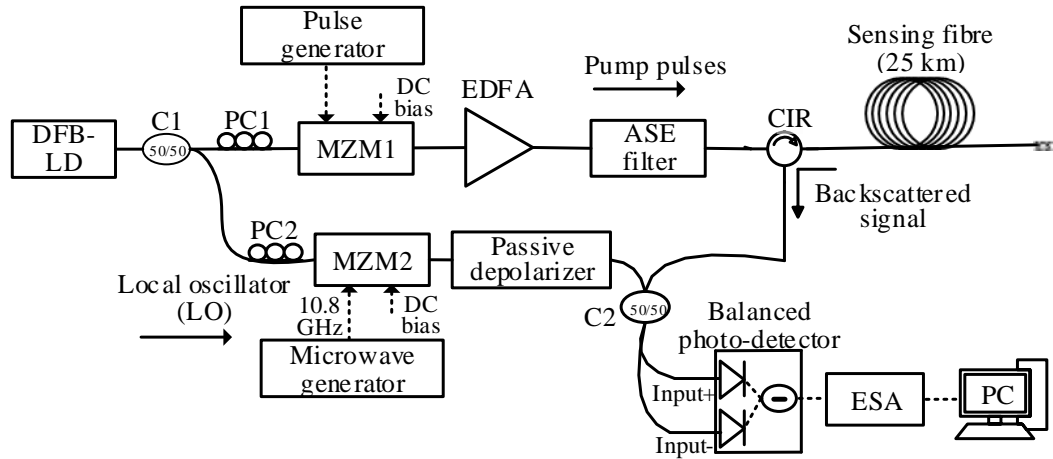 Pulse
generator
DC
bias
EDFA
Pump pulses
Sensing fibre
(25 km)
DFB-
LD
C1
50/50
PC1
MZM1
ASE
filter
CIR
Backscattered
signal
PC2
MZM2
Passive
depolarizer
Local oscillator
(LO)
10.8
GHz
DC
bias
C2
50/50
Balanced
photo-detector
Microwave
generator
Input+
Input-
ESA
PC